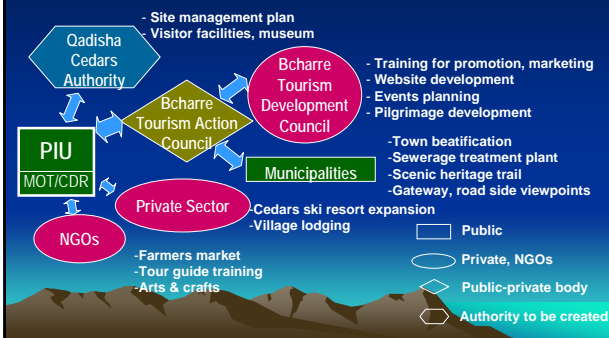 - Site management plan
- Visitor facilities, museum
Qadisha
Cedars
Authority
Bcharre
Tourism
Development
Council
- Training for promotion, marketing
- Website development
- Events planning
- Pilgrimage development
Bcharre
Tourism Action
Council
PIU
MOT/CDR
Municipalities
-Town beatification
-Sewerage treatment plant
-Scenic heritage trail
-Gateway, road side viewpoints
Private Sector
-Cedars ski resort expansion
-Village lodging
NGOs
-Farmers market
-Tour guide training
-Arts & crafts
Public
Private, NGOs
Public-private body
Authority to be created